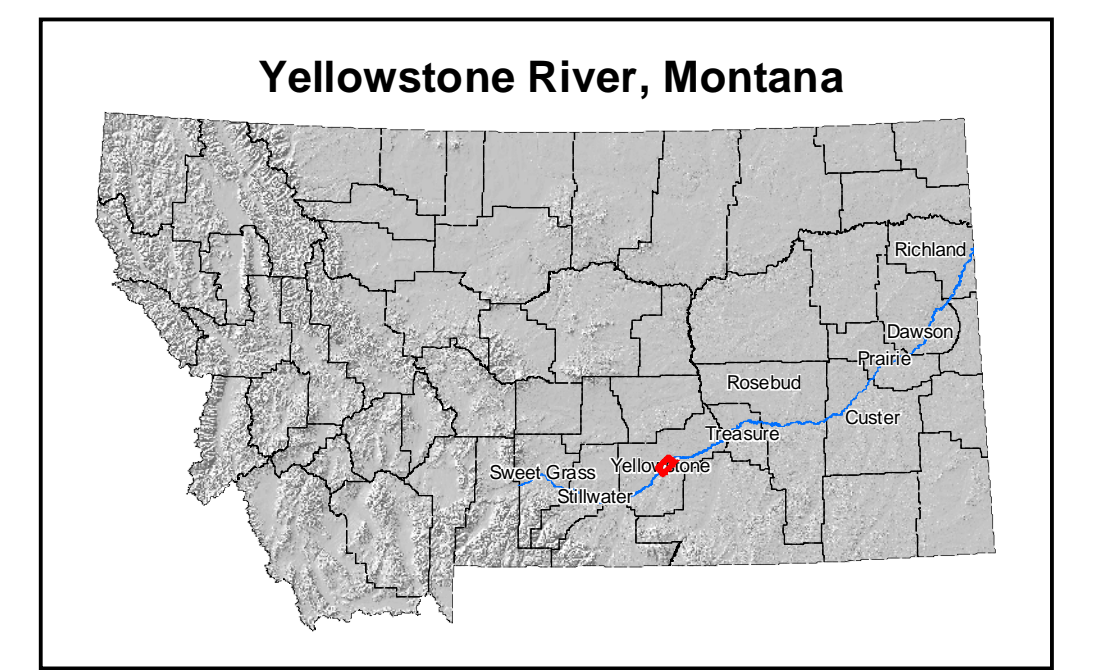 Yellowstone River, Montana
Richland
Dawson
Prairie
Rosebud
Custer
Treasure
Yellowstone
Sweet Grass
Stillwater